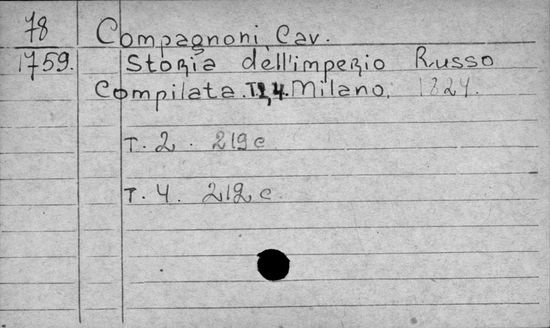 78 Compagnoni, Cav.
1759. Storia dell'imperio Russo
Compilata. T. 2, 4. Milano. 1824.
T. 2. 219 c
T. 4. 212 c.